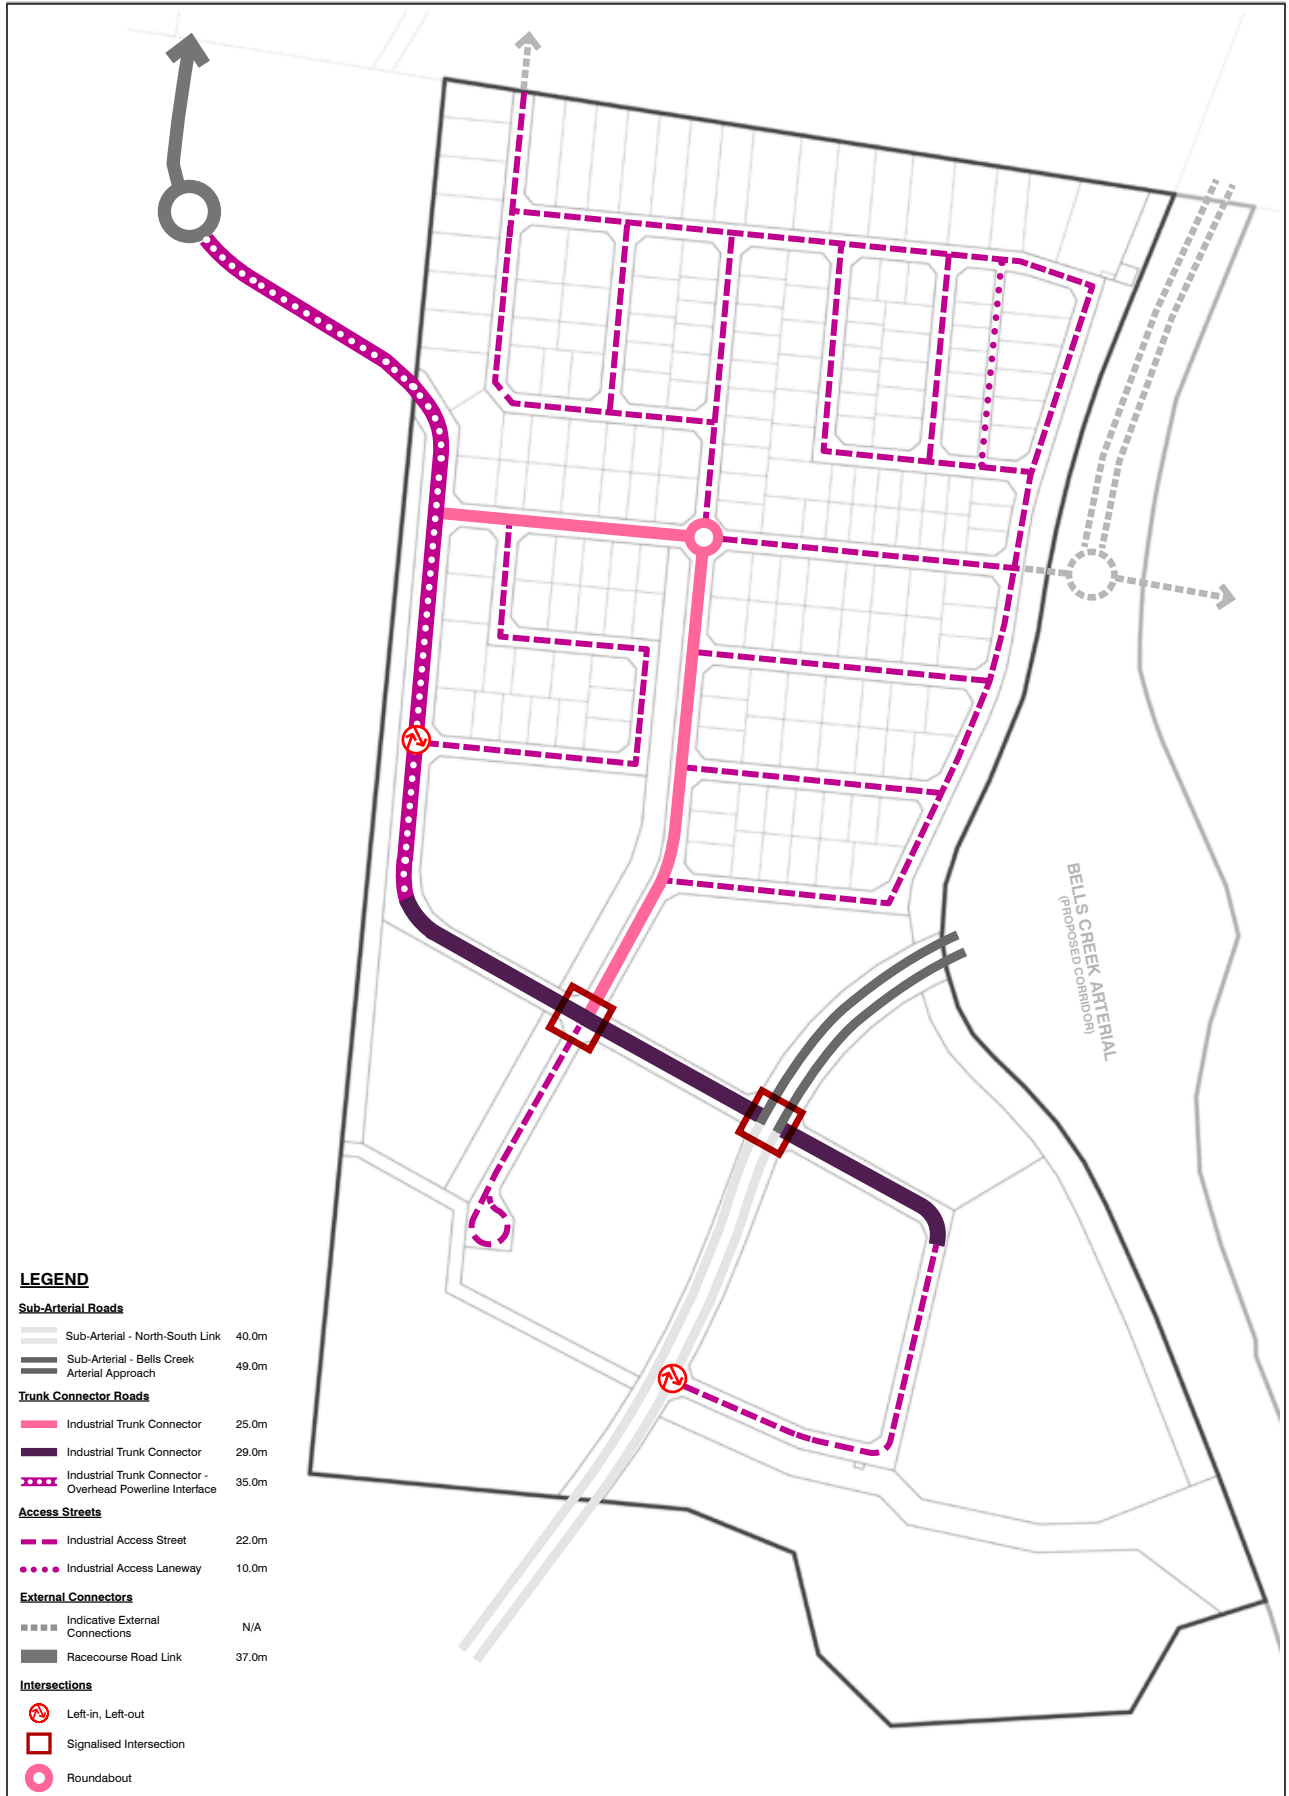 BELLS CREEK ARTERIAL
(PROPOSED CORRIDOR)
LEGEND
Sub-Arterial Roads
Sub-Arterial - North-South Link 40.0m
Sub-Arterial - Bells Creek
Arterial Approach 49.0m
Trunk Connector Roads
Industrial Trunk Connector 25.0m
Industrial Trunk Connector 29.0m
Industrial Trunk Connector -
Overhead Powerline Interface 35.0m
Access Streets
Industrial Access Street 22.0m
Industrial Access Laneway 10.0m
External Connectors
Indicative External
Connections N/A
Racecourse Road Link 37.0m
Intersections
Left-in, Left-out
Signalised Intersection
Roundabout